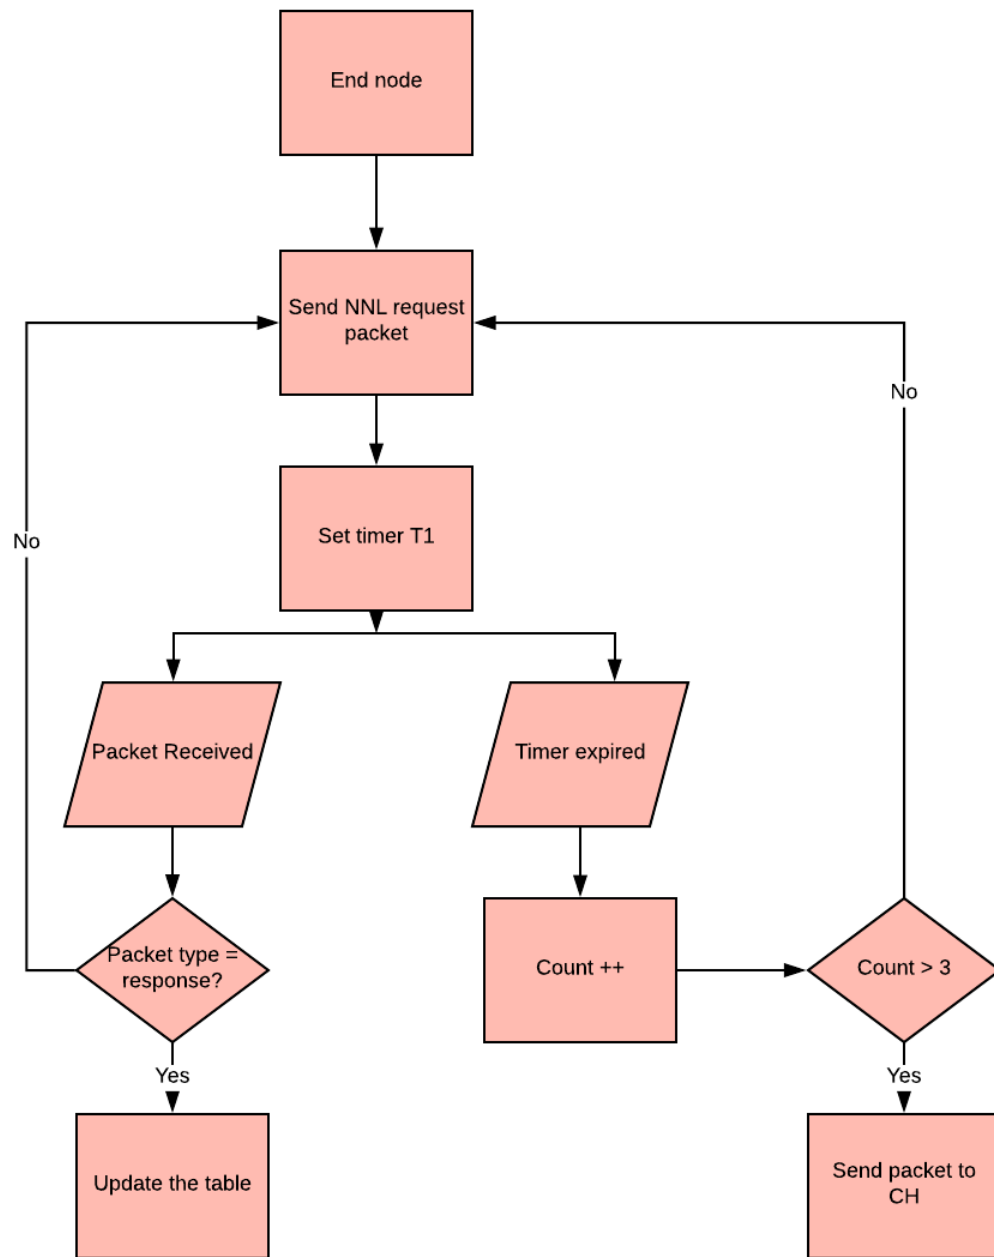 End node
Send NNL request
packet
No
No
Set timer T1
Packet Received
Timer expired
Packet type =
response?
Count ++
Count > 3
Yes
Yes
Update the table
Send packet to
CH